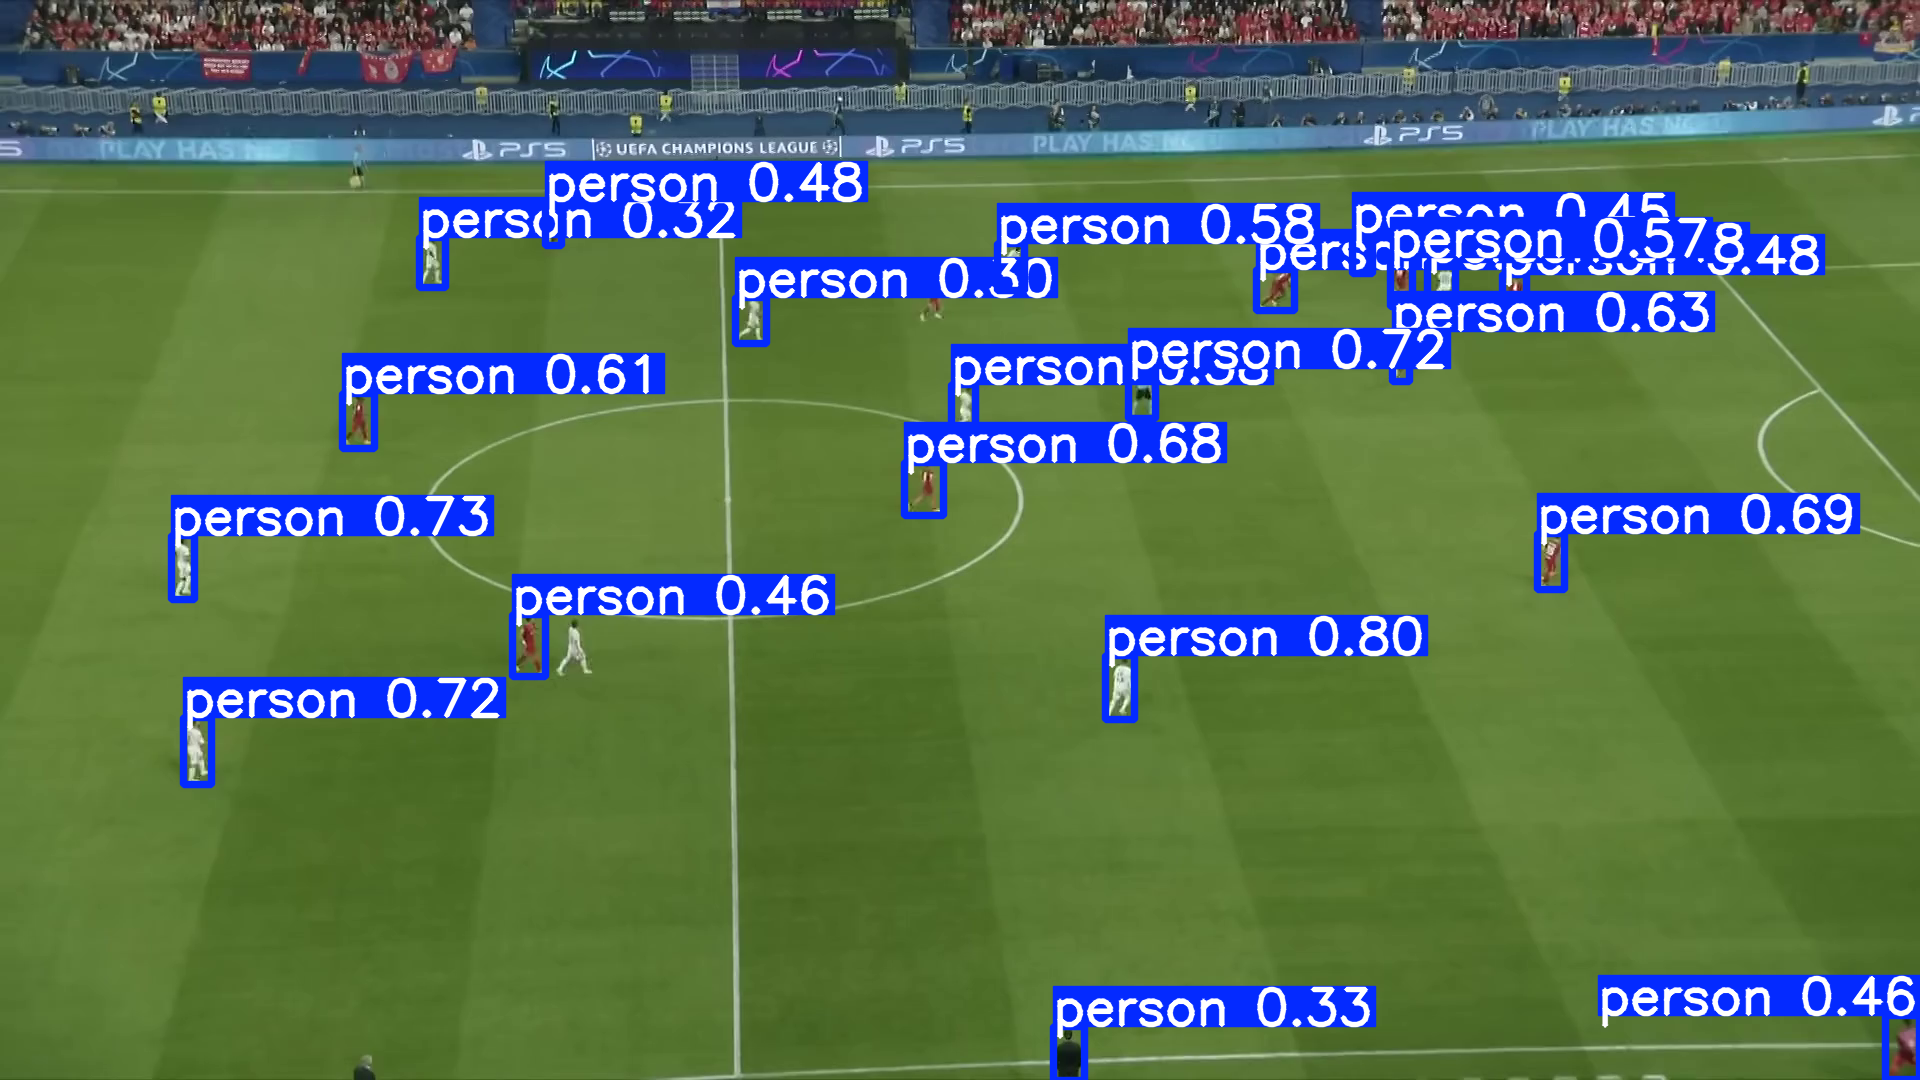 PLAY HAS N
PS5
UEFA CHAMPIONS LEAGUE
PS5
PLAY HAS N
PS5
PLAY HAS N
person 0.48
person 0.32
person 0.58
person 0.45
person 0.57
8
0.48
person 0.30
person 0.63
person 0.72
person
person 0.61
person 0.68
person 0.73
person 0.69
person 0.46
person 0.80
person 0.72
person 0.33
person 0.46